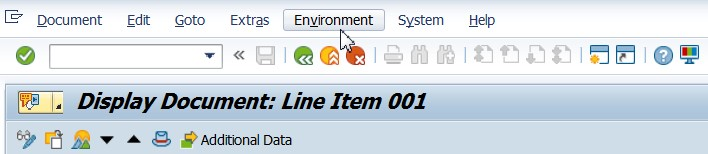 Document Edit Goto Extras Environment System Help
Display Document: Line Item 001
Additional Data